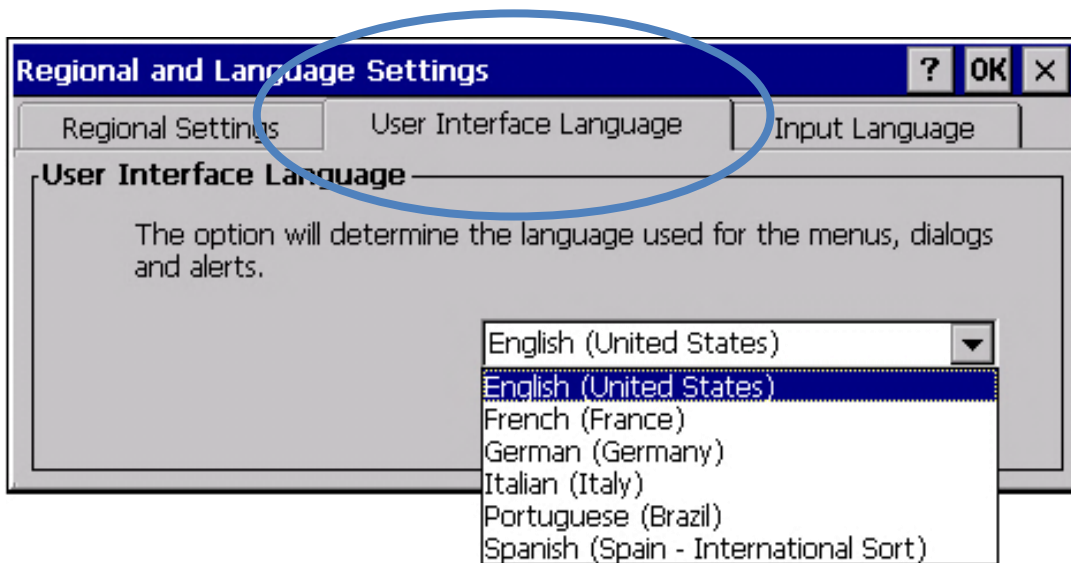 Regional and Language Settings ? OK ×
Regional Settings User Interface Language Input Language
User Interface Language
The option will determine the language used for the menus, dialogs
and alerts.
English (United States)
English (United States)
French (France)
German (Germany)
Italian (Italy)
Portuguese (Brazil)
Spanish (Spain - International Sort)